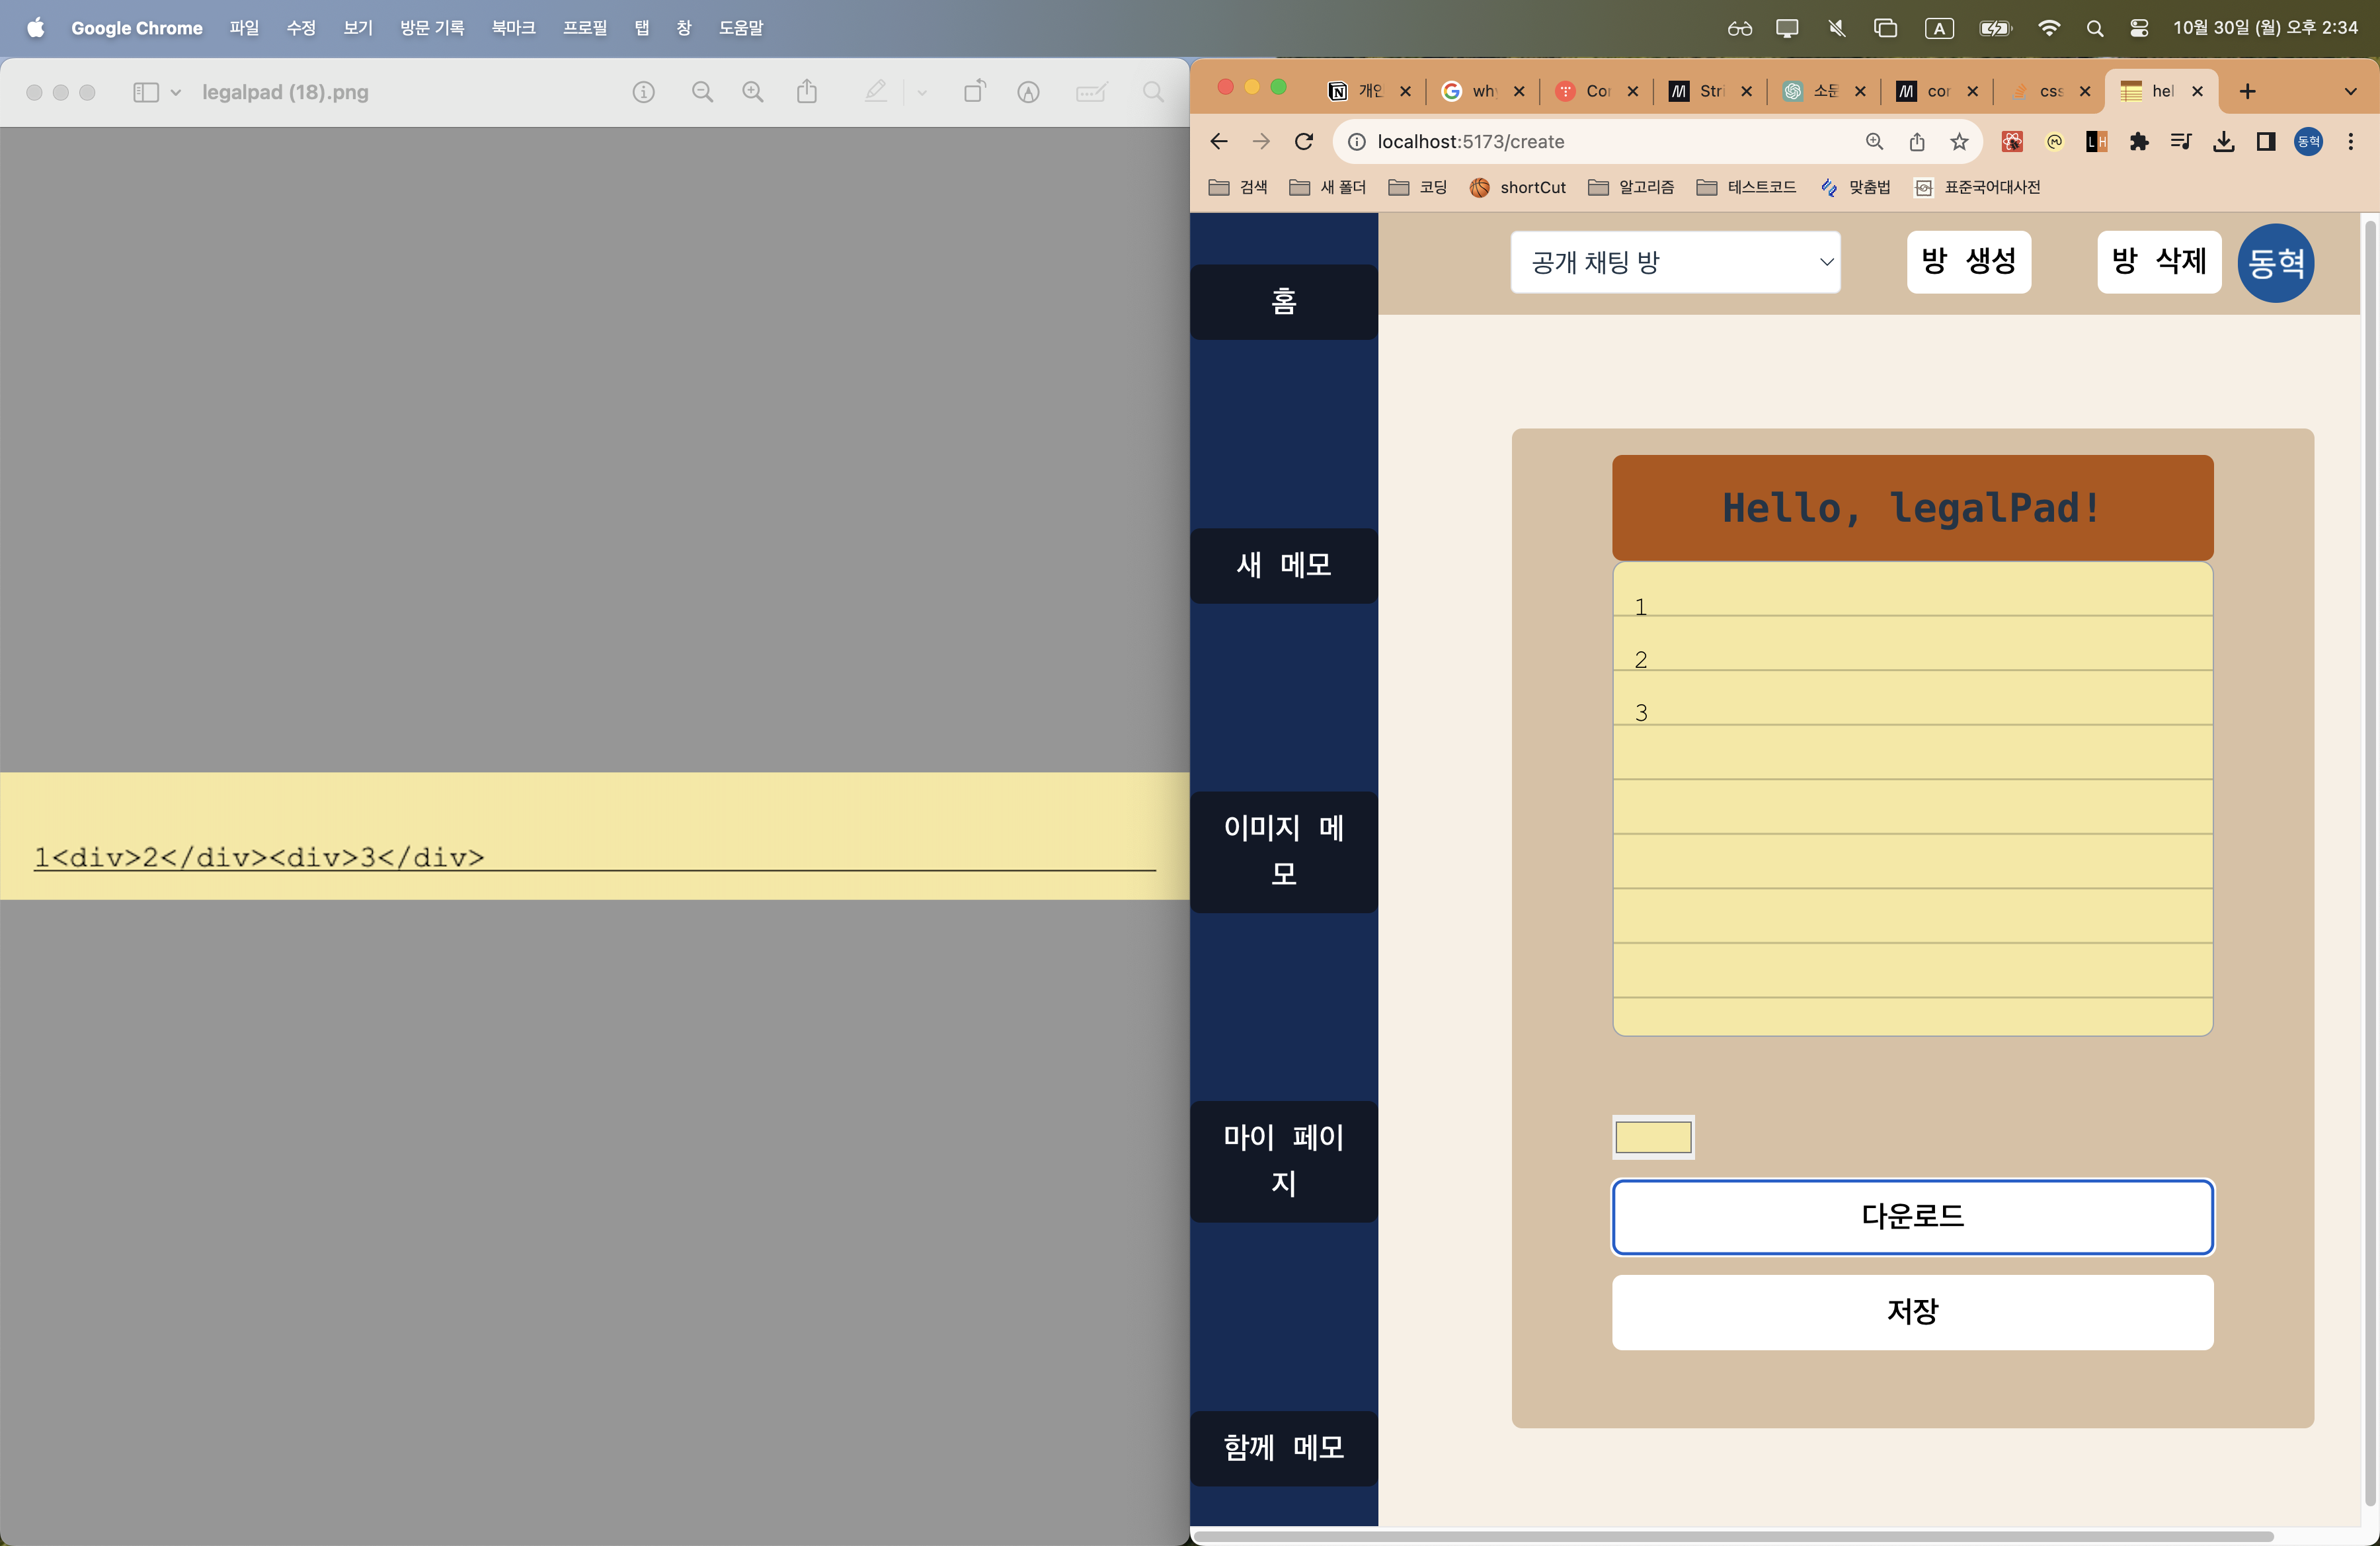 Google Chrome 파일 수정 보기 방문 기록 북마크 프로필 탭 창 도움말 A 10월 30일 (월) 오후 2:34
legalpad (18).png
1<div>2</div><div>3</div>
개인 why Cor Stri 소문 cor css hel
localhost:5173/create 동혁
검색 새 폴더 코딩 shortCut 알고리즘 테스트코드 맞춤법 표준국어대사전
홈
새 메모
이미지 메
모
마이 페이
지
함께 메모
공개 채팅 방 방 생성 방 삭제 동혁
Hello, legalPad!
1
2
3
다운로드
저장